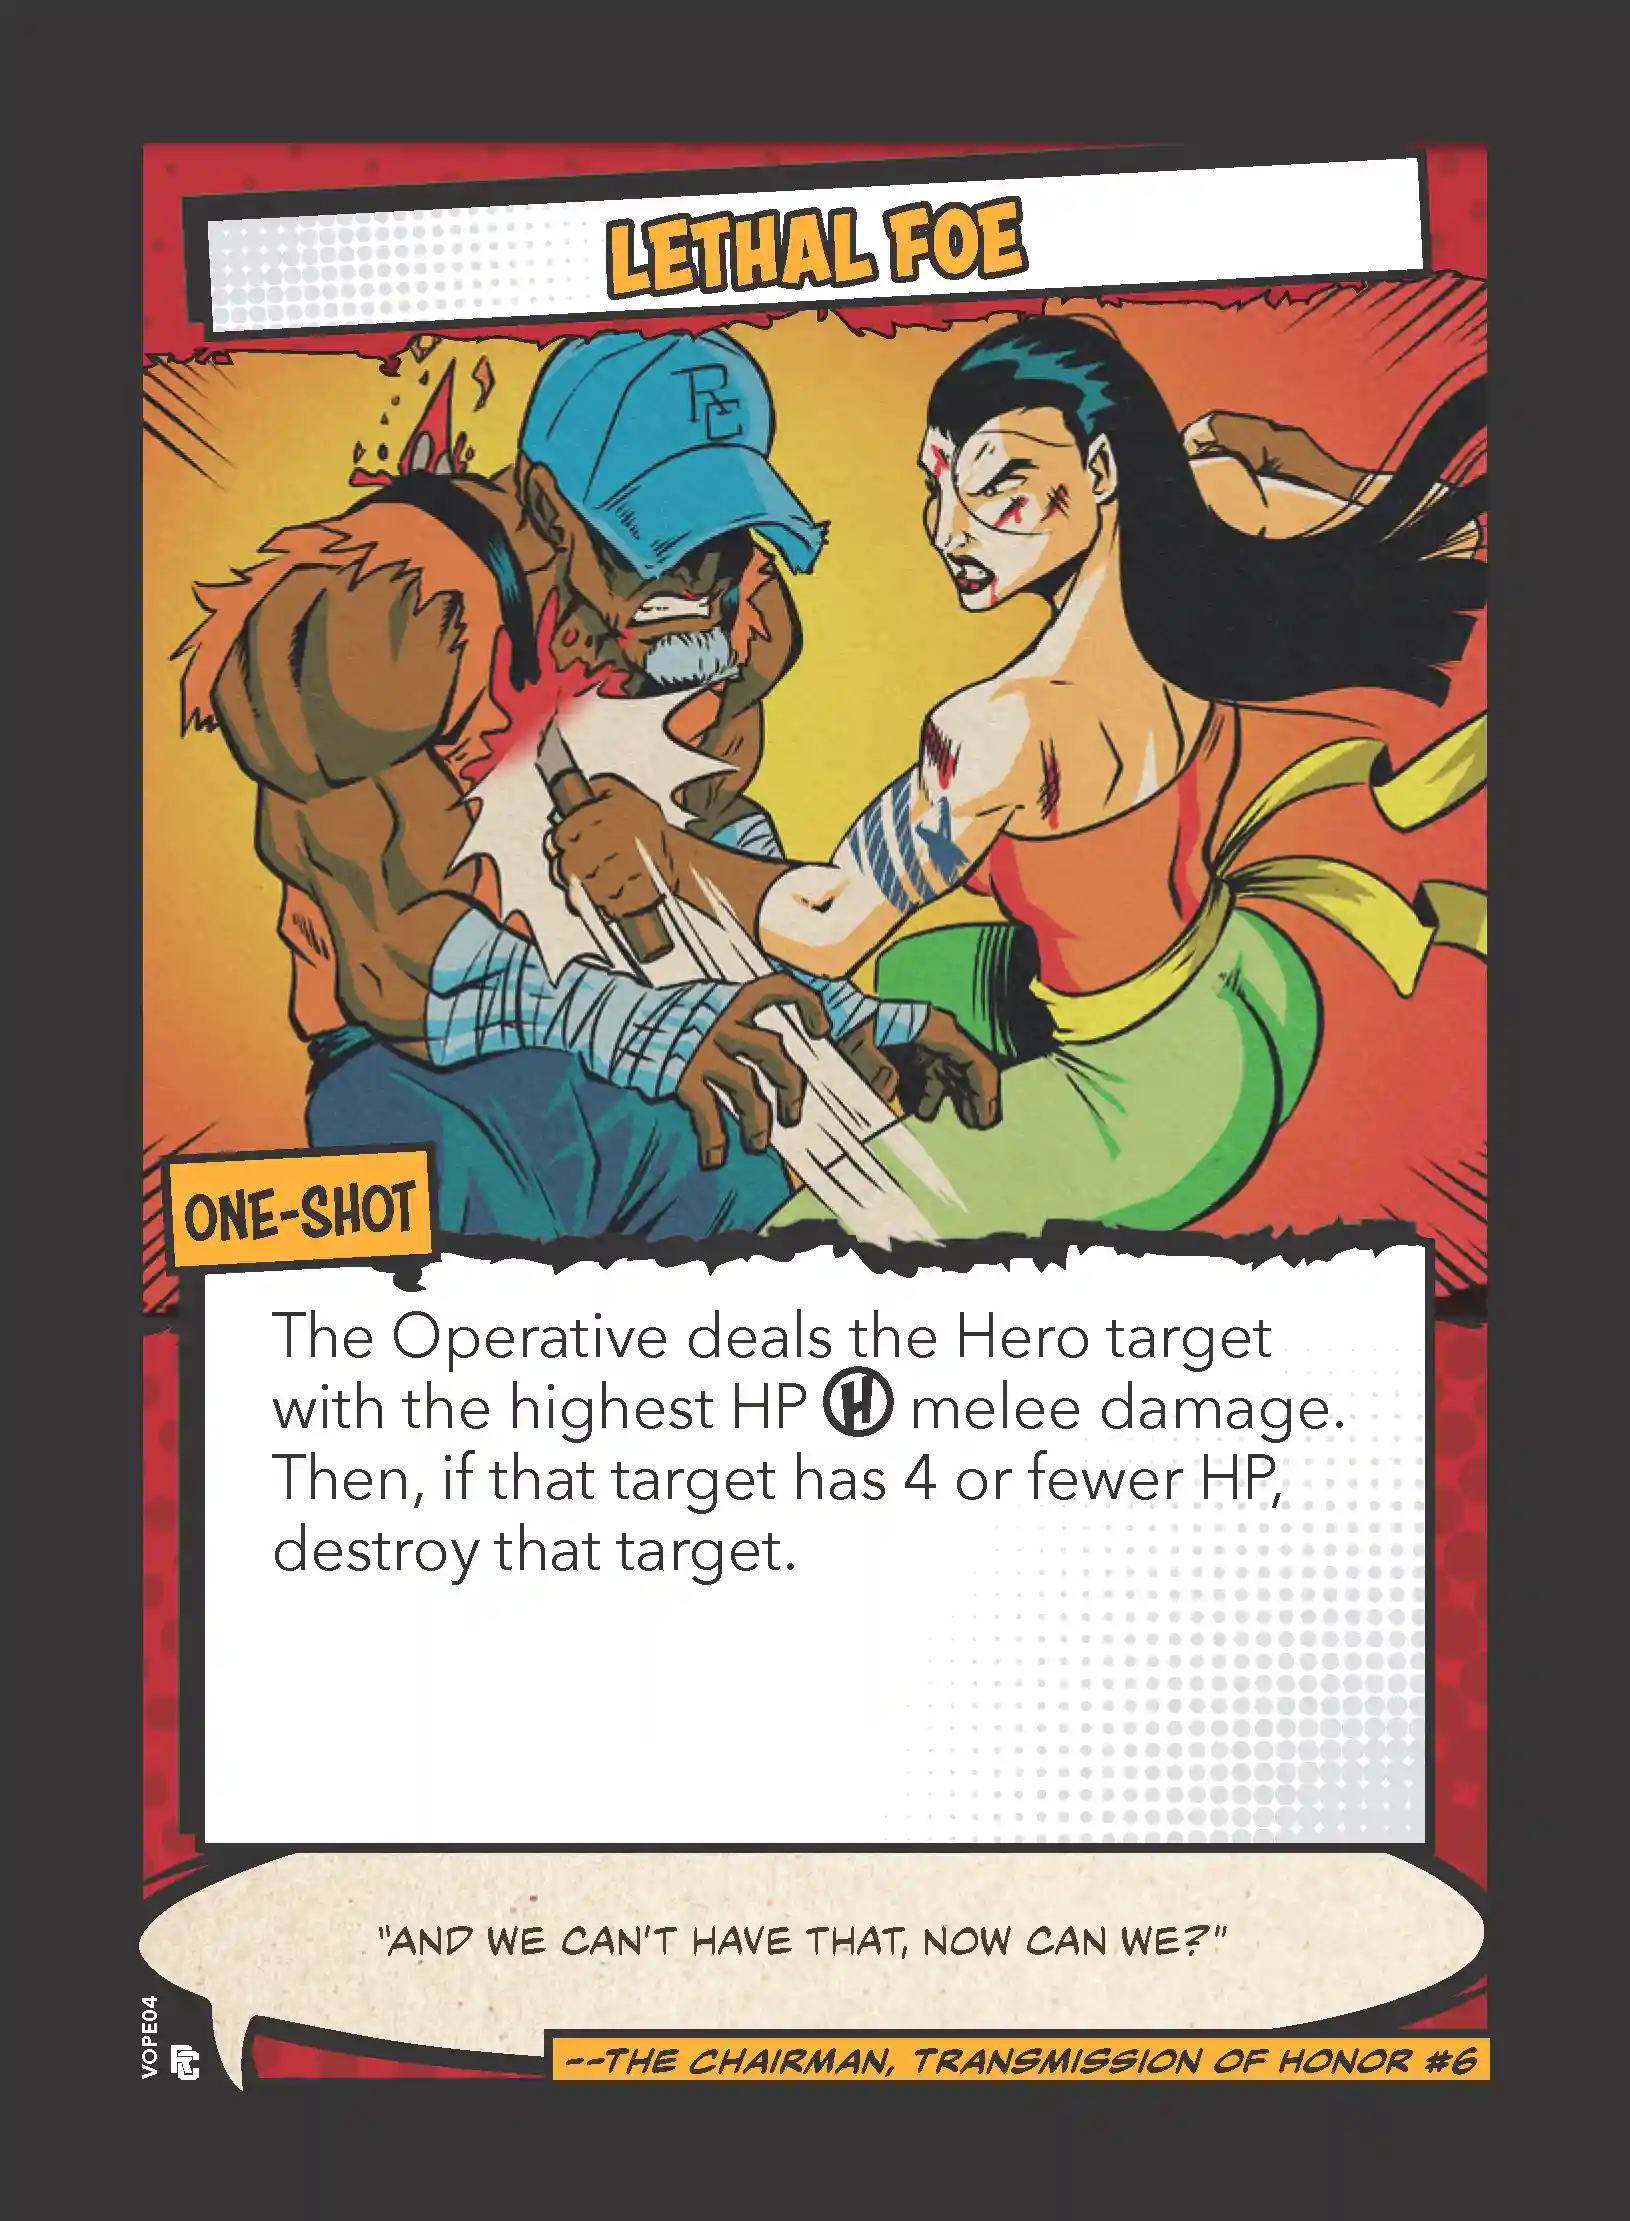 LETHAL FOE
RC
ONE-SHOT
The Operative deals the Hero target
with the highest HP Ⓗ melee damage.
Then, if that target has 4 or fewer HP,
destroy that target.
"AND WE CAN'T HAVE THAT, NOW CAN WE?"
--THE CHAIRMAN, TRANSMISSION OF HONOR #6
VOPE04